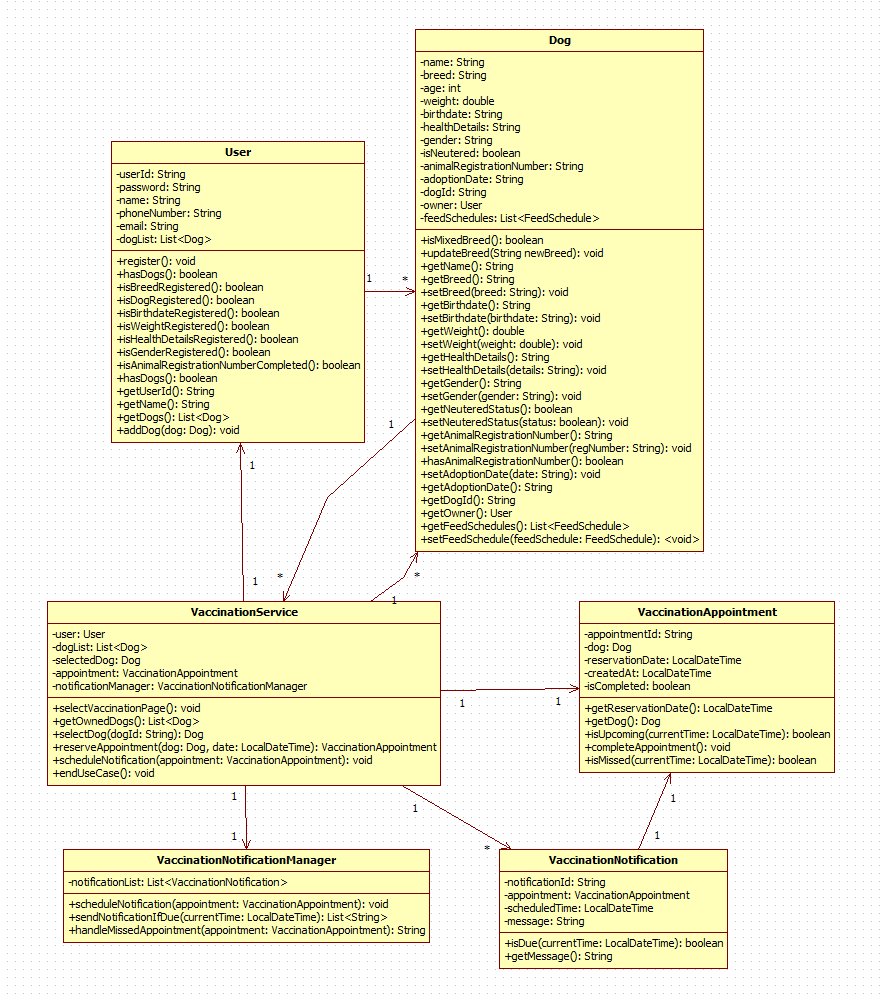 Dog
-name: String
-breed: String
-age: int
-weight: double
-birthdate: String
-healthDetails: String
-gender: String
-isNeutered: boolean
-animalRegistrationNumber: String
-adoptionDate: String
-dogId: String
-owner: User
-feedSchedules: List<FeedSchedule>
+isMixedBreed(): boolean
+updateBreed(String newBreed): void
+getName(): String
+getBreed(): String
+setBreed(breed: String): void
+getBirthdate(): String
+setBirthdate(birthdate: String): void
+getWeight(): double
+setWeight(weight: double): void
+getHealthDetails(): String
+setHealthDetails(details: String): void
+getGender(): String
+setGender(gender: String): void
+getNeuteredStatus(): boolean
+setNeuteredStatus(status: boolean): void
+getAnimalRegistrationNumber(): String
+setAnimalRegistrationNumber(regNumber: String): void
+hasAnimalRegistrationNumber(): boolean
+setAdoptionDate(date: String): void
+getAdoptionDate(): String
+getDogId(): String
+getOwner(): User
+getFeedSchedules(): List<FeedSchedule>
+setFeedSchedule(feedSchedule: FeedSchedule): <void>
User
-userId: String
-password: String
-name: String
-phoneNumber: String
-email: String
-dogList: List<Dog>
+register(): void
+hasDogs(): boolean
+isBreedRegistered(): boolean
+isDogRegistered(): boolean
+isBirthdateRegistered(): boolean
+isWeightRegistered(): boolean
+isHealthDetailsRegistered(): boolean
+isGenderRegistered(): boolean
+isAnimalRegistrationNumberCompleted(): boolean
+hasDogs(): boolean
+getUserId(): String
+getName(): String
+getDogs(): List<Dog>
+addDog(dog: Dog): void
1 *
1
1
1
*
*
1
VaccinationService
-user: User
-dogList: List<Dog>
-selectedDog: Dog
-appointment: VaccinationAppointment
-notificationManager: VaccinationNotificationManager
+selectVaccinationPage(): void
+getOwnedDogs(): List<Dog>
+selectDog(dogId: String): Dog
+reserveAppointment(dog: Dog, date: LocalDateTime): VaccinationAppointment
+scheduleNotification(appointment: VaccinationAppointment): void
+endUseCase(): void
1 1
VaccinationAppointment
-appointmentId: String
-dog: Dog
-reservationDate: LocalDateTime
-createdAt: LocalDateTime
-isCompleted: boolean
+getReservationDate(): LocalDateTime
+getDog(): Dog
+isUpcoming(currentTime: LocalDateTime): boolean
+completeAppointment(): void
+isMissed(currentTime: LocalDateTime): boolean
1
1
1
*
1
1
VaccinationNotificationManager
-notificationList: List<VaccinationNotification>
+scheduleNotification(appointment: VaccinationAppointment): void
+sendNotificationIfDue(currentTime: LocalDateTime): List<String>
+handleMissedAppointment(appointment: VaccinationAppointment): String
VaccinationNotification
-notificationId: String
-appointment: VaccinationAppointment
-scheduledTime: LocalDateTime
-message: String
+isDue(currentTime: LocalDateTime): boolean
+getMessage(): String